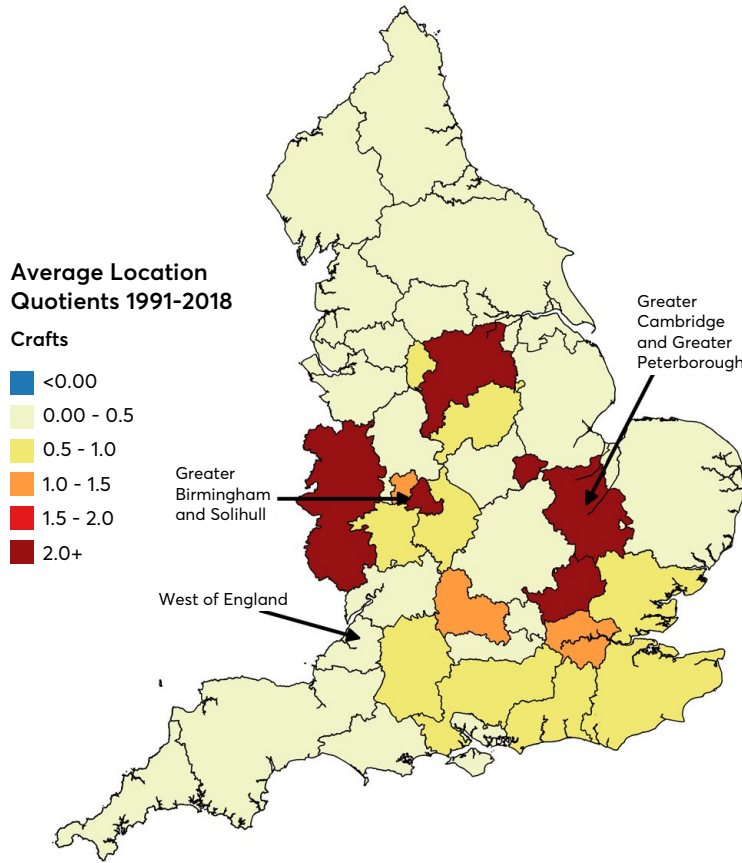 Average Location
Quotients 1991-2018
Crafts
<0.00
0.00 - 0.5
0.5 - 1.0
1.0 - 1.5
1.5 - 2.0
2.0+
Greater
Cambridge
and Greater
Peterborough
Greater
Birmingham
and Solihull
West of England